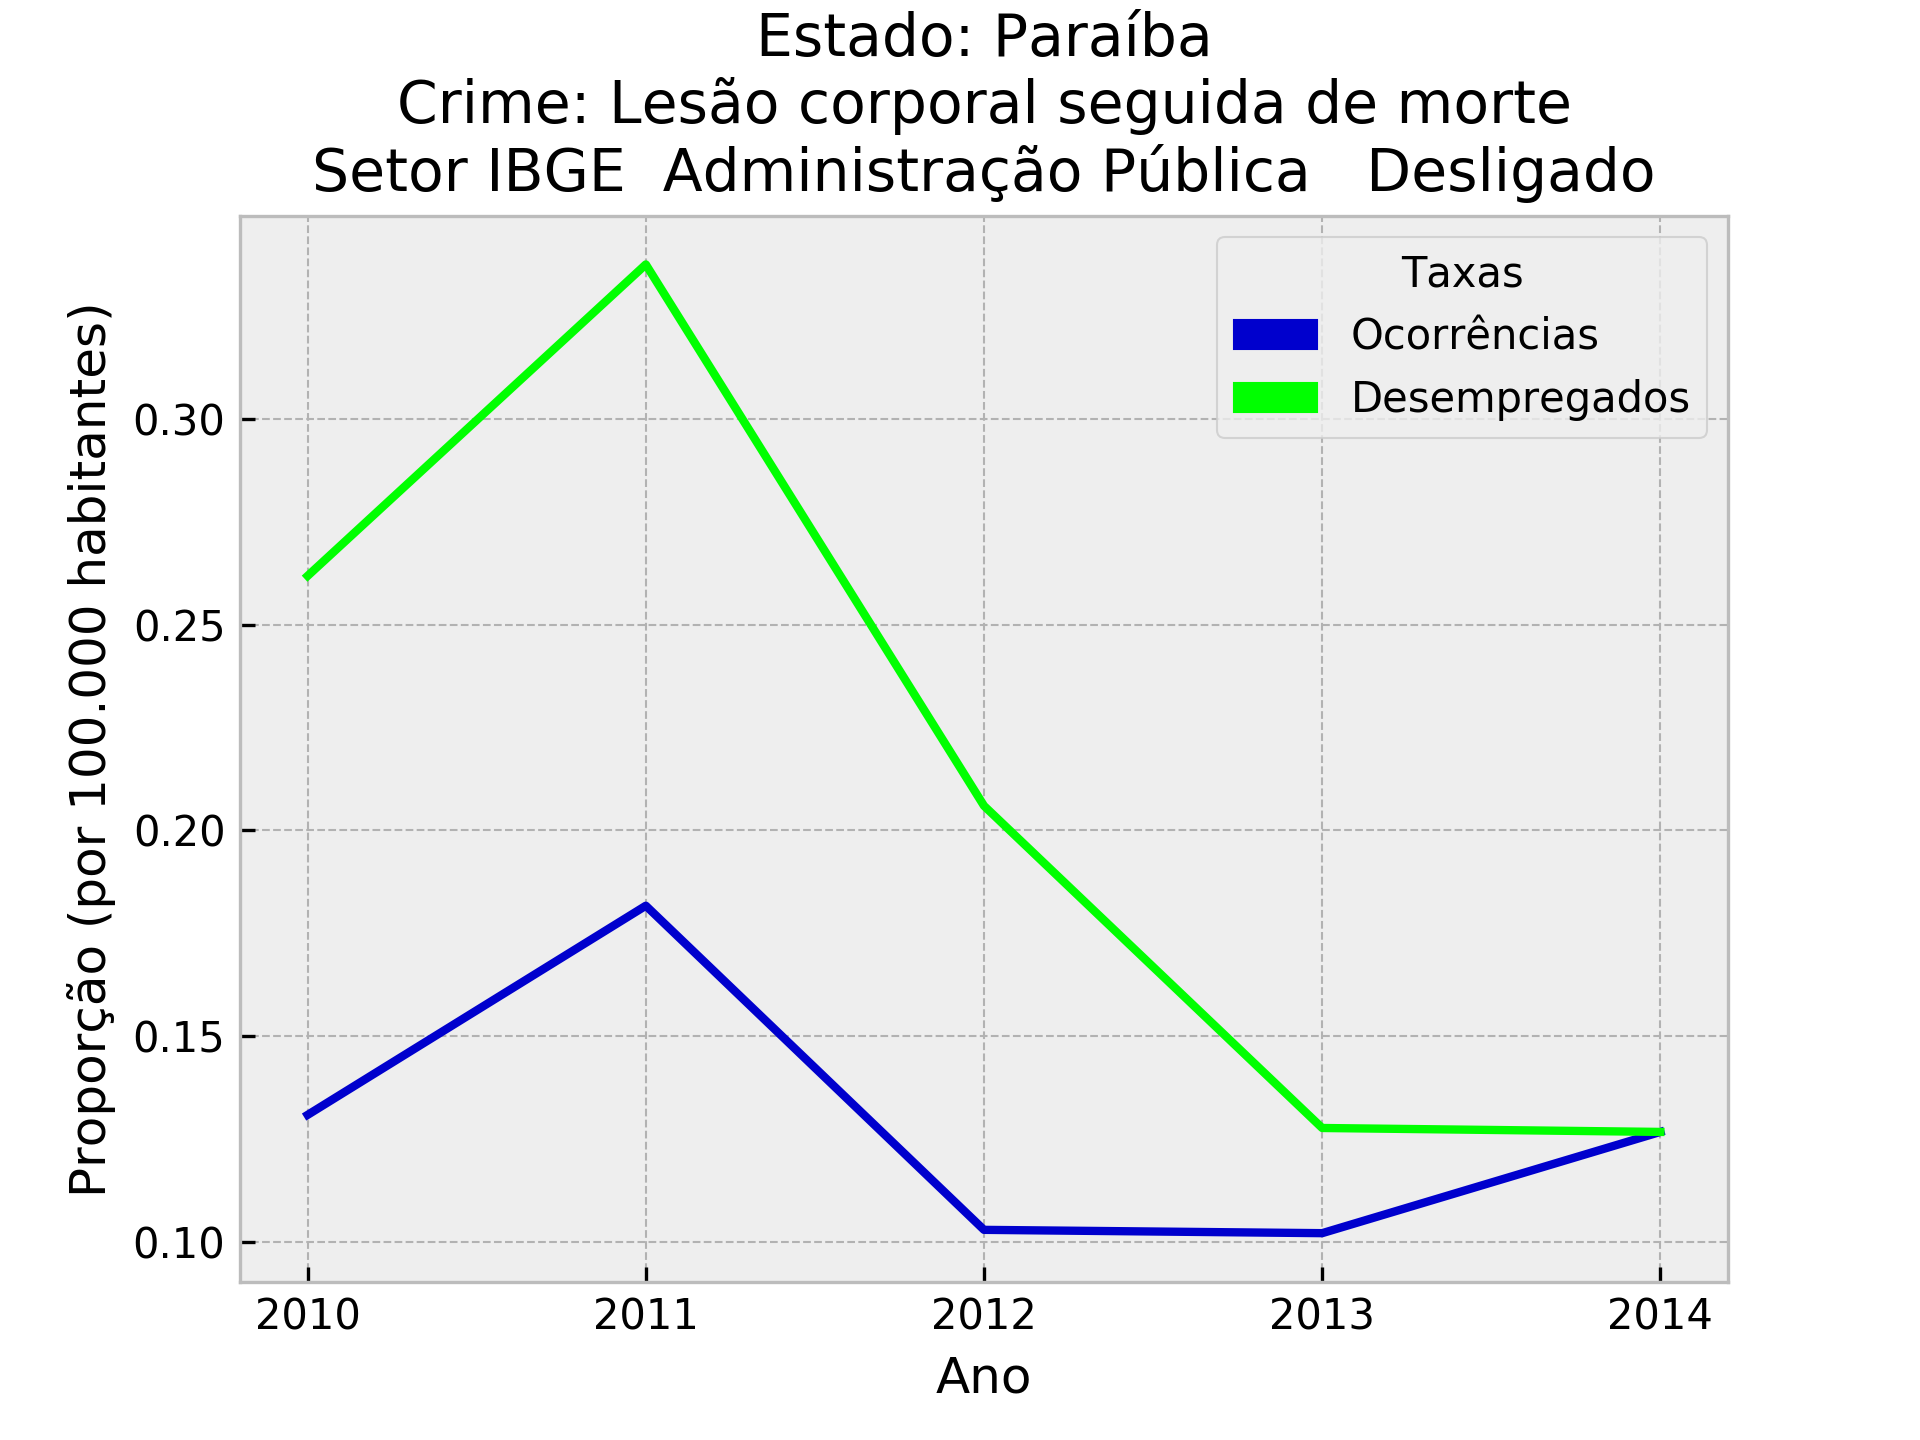 Estado: Paraíba
Crime: Lesão corporal seguida de morte
Setor IBGE  Administração Pública   Desligado
Taxas
Ocorrências
Desempregados
Proporção (por 100.000 habitantes)
0.30
0.25
0.20
0.15
0.10
2010 2011 2012 2013 2014
Ano